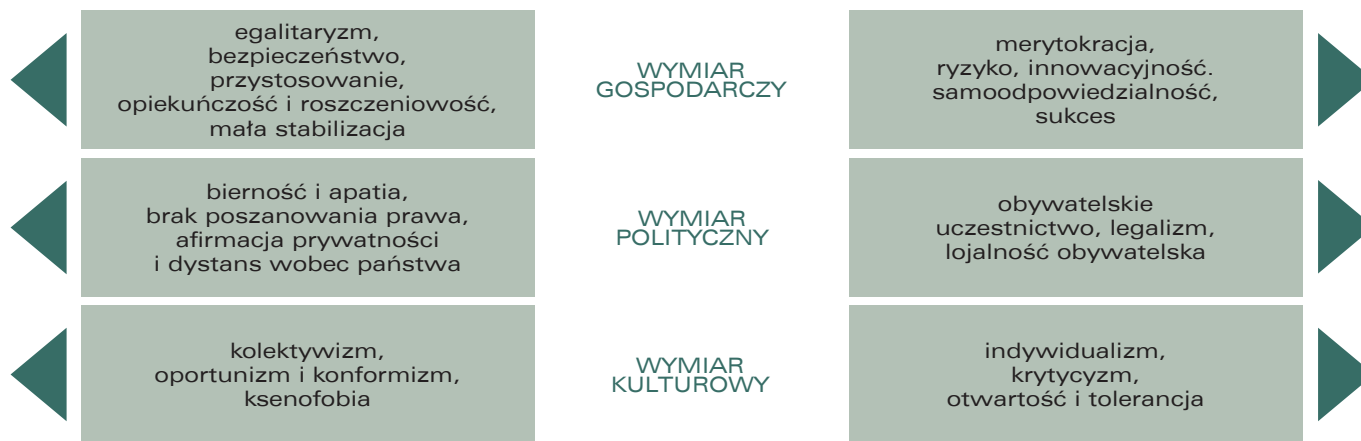 egalitaryzm,
bezpieczeństwo,
przystosowanie,
opiekuńczość i roszczeniowość,
mała stabilizacja
WYMIAR
GOSPODARCZY
merytokracja,
ryzyko, innowacyjność.
samoodpowiedzialność,
sukces
bierność i apatia,
brak poszanowania prawa,
afirmacja prywatności
i dystans wobec państwa
WYMIAR
POLITYCZNY
obywatelskie
uczestnictwo, legalizm,
lojalność obywatelska
kolektywizm,
oportunizm i konformizm,
ksenofobia
WYMIAR
KULTUROWY
indywidualizm,
krytycyzm,
otwartość i tolerancja